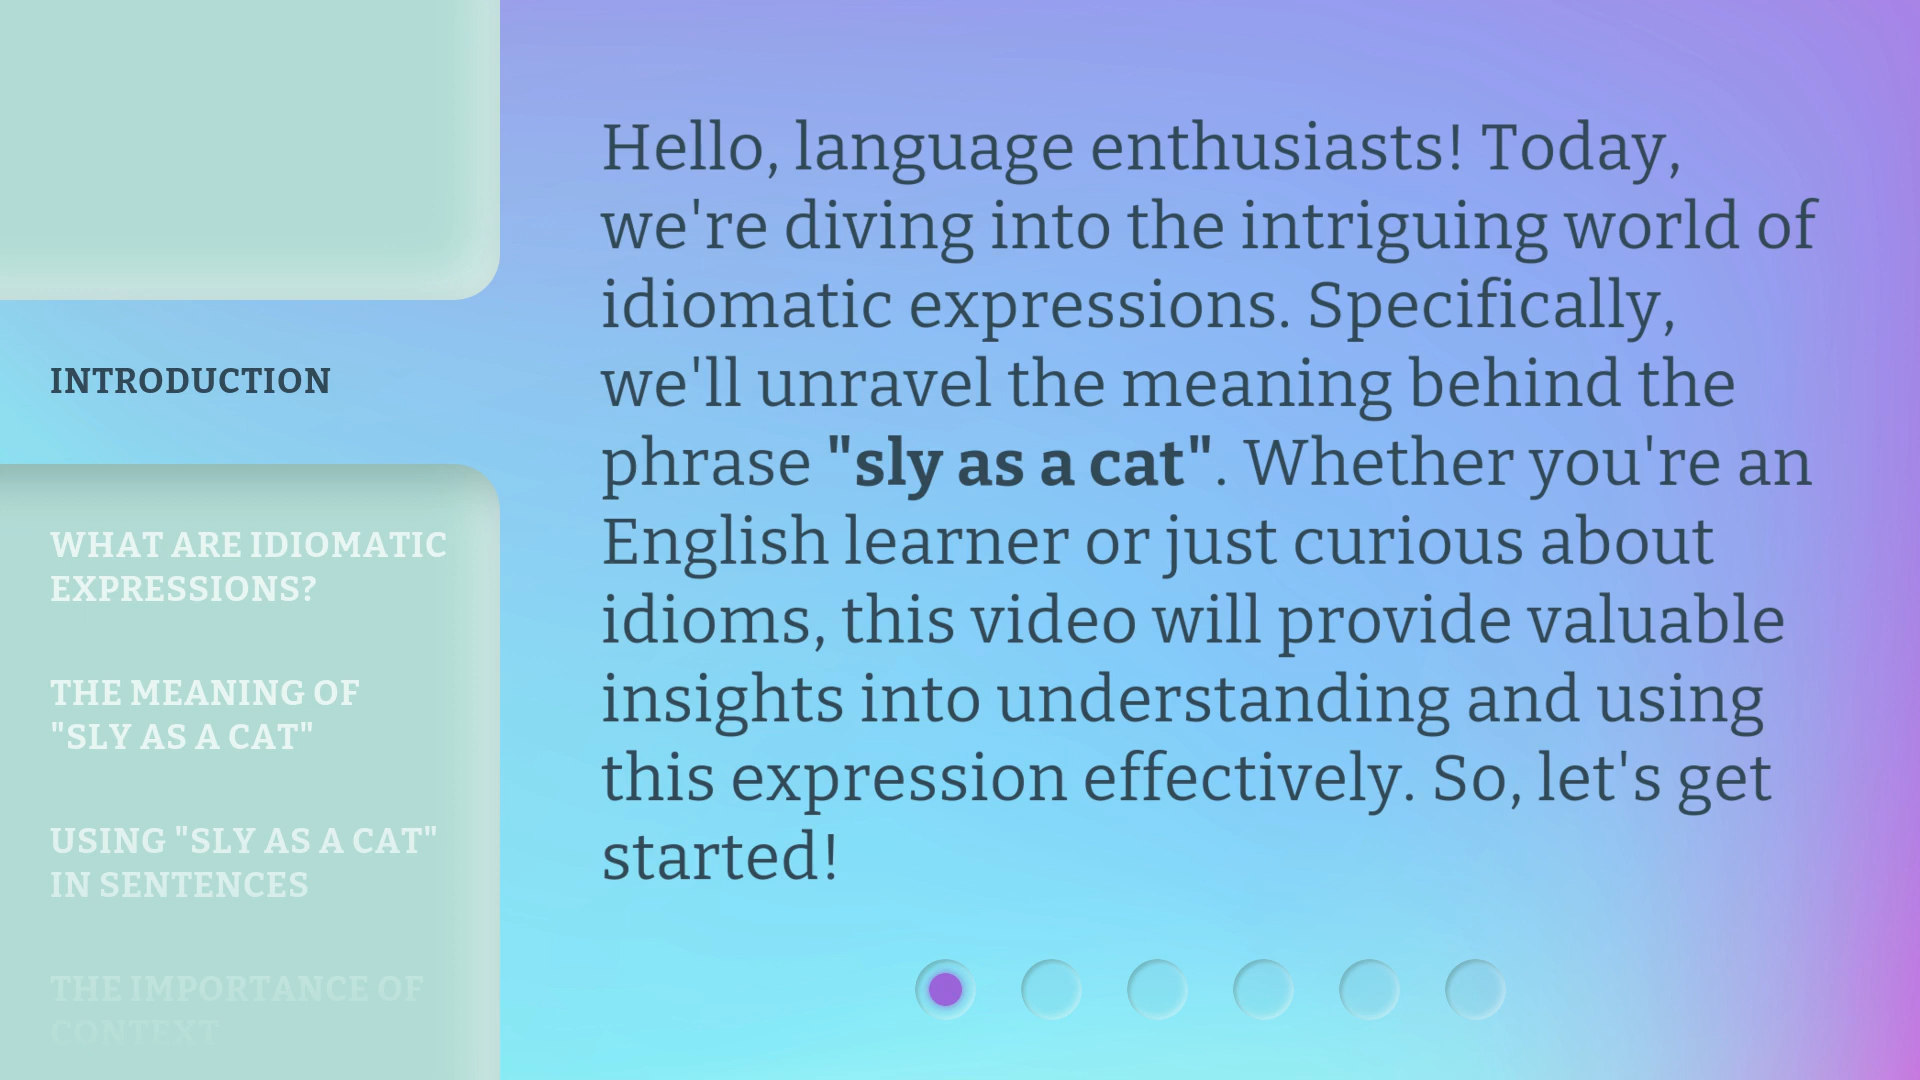 INTRODUCTION
WHAT ARE IDIOMATIC
EXPRESSIONS?
THE MEANING OF
"SLY AS A CAT"
USING "SLY AS A CAT"
IN SENTENCES
THE IMPORTANCE OF
CONTEXT
Hello, language enthusiasts! Today,
we're diving into the intriguing world of
idiomatic expressions. Specifically,
we'll unravel the meaning behind the
phrase "sly as a cat". Whether you're an
English learner or just curious about
idioms, this video will provide valuable
insights into understanding and using
this expression effectively. So, let's get
started!